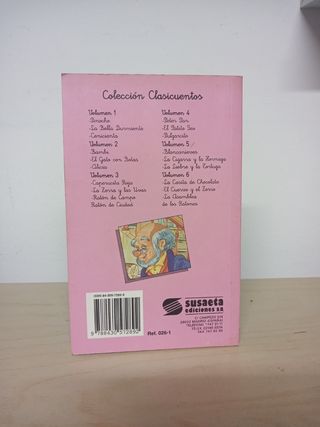 Colección Clasicuentos
Volumen 1
-Pinocho
-La Bella Durmiente
-Cenicienta
Volumen 2
-Bambi
-El Gato con Botas
-Alicia
Volumen 3
-Caperucita Roja
-La Zorra y las Uvas
-Ratón de Campo
Ratón de Ciudad
Volumen 4
-Peter Pan
-El Patito Feo
-Pulgarcito
Volumen 5
-Blancanieves
-La Cigarra y la Hormiga
-La Liebre y la Tortuga
Volumen 6
-La Casita de Chocolate
-El Cuervo y el Zorro
-La Asamblea
de los Ratones
9 788430 572892
Ref. 026-1
susaeta
ediciones s.a.